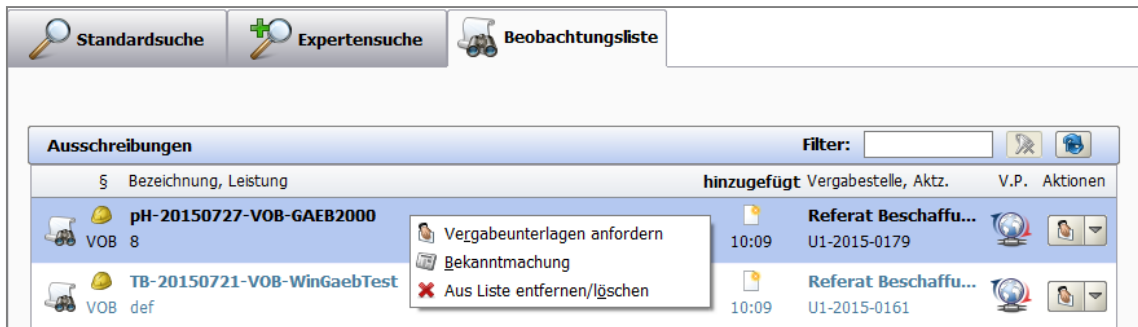 Standardsuche Expertensuche Beobachtungsliste
Ausschreibungen Filter:
§ Bezeichnung, Leistung hinzugefügt Vergabestelle, Aktz. V.P. Aktionen
pH-20150727-VOB-GAEB2000 Referat Beschaffu...
VOB 8 10:09 U1-2015-0179
Vergabeunterlagen anfordern
Bekanntmachung
Aus Liste entfernen/löschen
TB-20150721-VOB-WinGaebTest Referat Beschaffu...
VOB def 10:09 U1-2015-0161